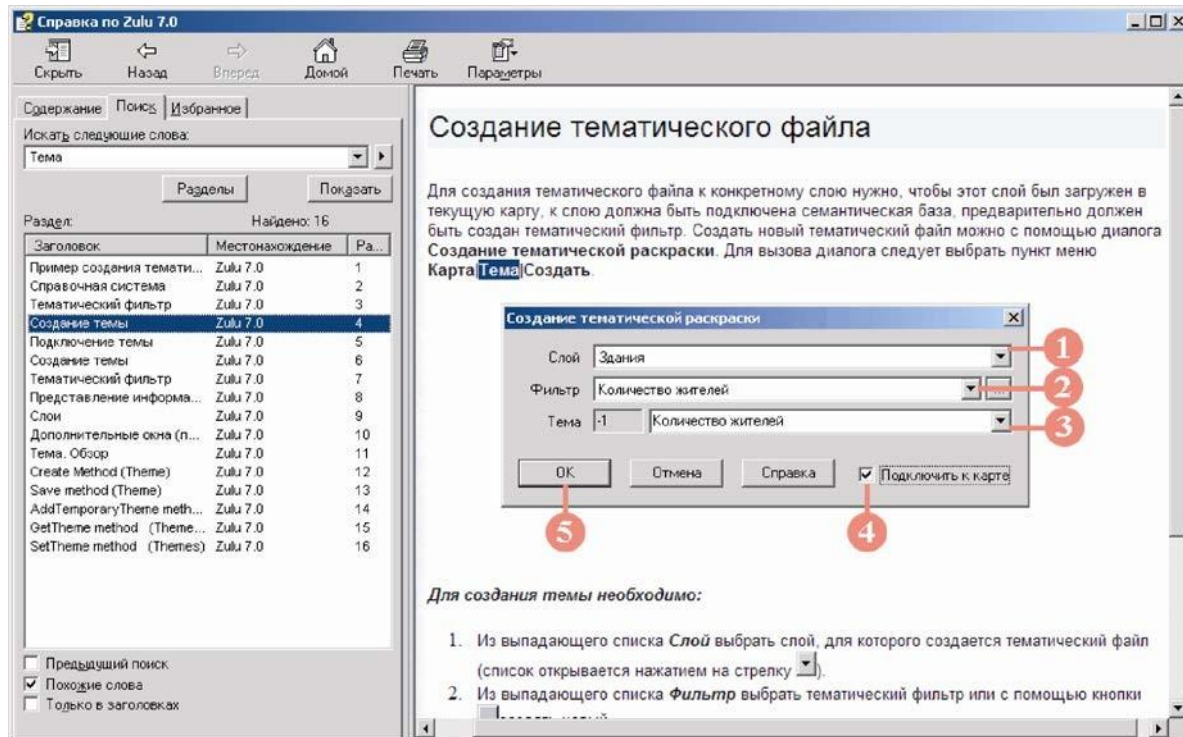 Справка по Zulu 7.0
Скрыть Назад Вперед Домой Печать Параметры
Содержание Поиск Избранное
Искать следующие слова:
Тема
Разделы Показать
Раздел: Найдено: 16
Заголовок Местонахождение Ра...
Пример создания темати... Zulu 7.0 1
Справочная система Zulu 7.0 2
Тематический фильтр Zulu 7.0 3
Создание темы Zulu 7.0 4
Подключение темы Zulu 7.0 5
Создание темы Zulu 7.0 6
Тематический фильтр Zulu 7.0 7
Представление информа... Zulu 7.0 8
Слои Zulu 7.0 9
Дополнительные окна (п... Zulu 7.0 10
Тема. Обзор Zulu 7.0 11
Create Method (Theme) Zulu 7.0 12
Save method (Theme) Zulu 7.0 13
AddTemporaryTheme meth... Zulu 7.0 14
GetTheme method (Theme... Zulu 7.0 15
SetTheme method (Themes) Zulu 7.0 16
Предыдущий поиск
Похожие слова
Только в заголовках
Создание тематического файла
Для создания тематического файла к конкретному слою нужно, чтобы этот слой был загружен в
текущую карту, к слою должна быть подключена семантическая база, предварительно должен
быть создан тематический фильтр. Создать новый тематический файл можно с помощью диалога
Создание тематической раскраски. Для вызова диалога следует выбрать пункт меню
Карта|Тема|Создать.
Создание тематической раскраски
Слой Здания 1
Фильтр Количество жителей ... 2
Тема -1 Количество жителей 3
OK Отмена Справка Подключить к карте
5 4
Для создания темы необходимо:
1. Из выпадающего списка Слой выбрать слой, для которого создается тематический файл
(список открывается нажатием на стрелку ).
2. Из выпадающего списка Фильтр выбрать тематический фильтр или с помощью кнопки